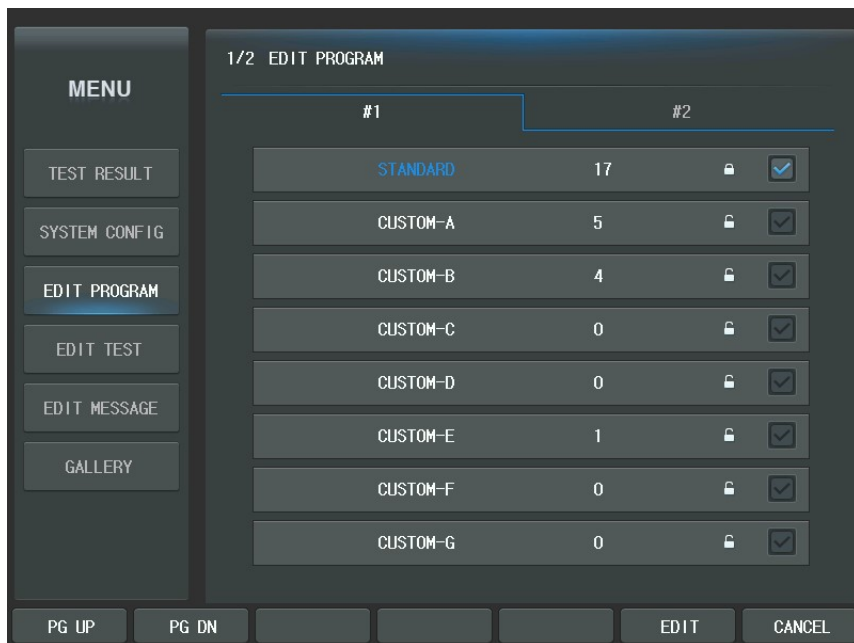 MENU
TEST RESULT
SYSTEM CONFIG
EDIT PROGRAM
EDIT TEST
EDIT MESSAGE
GALLERY
1/2 EDIT PROGRAM
#1 #2
STANDARD 17
CUSTOM-A 5
CUSTOM-B 4
CUSTOM-C 0
CUSTOM-D 0
CUSTOM-E 1
CUSTOM-F 0
CUSTOM-G 0
PG UP PG DN EDIT CANCEL